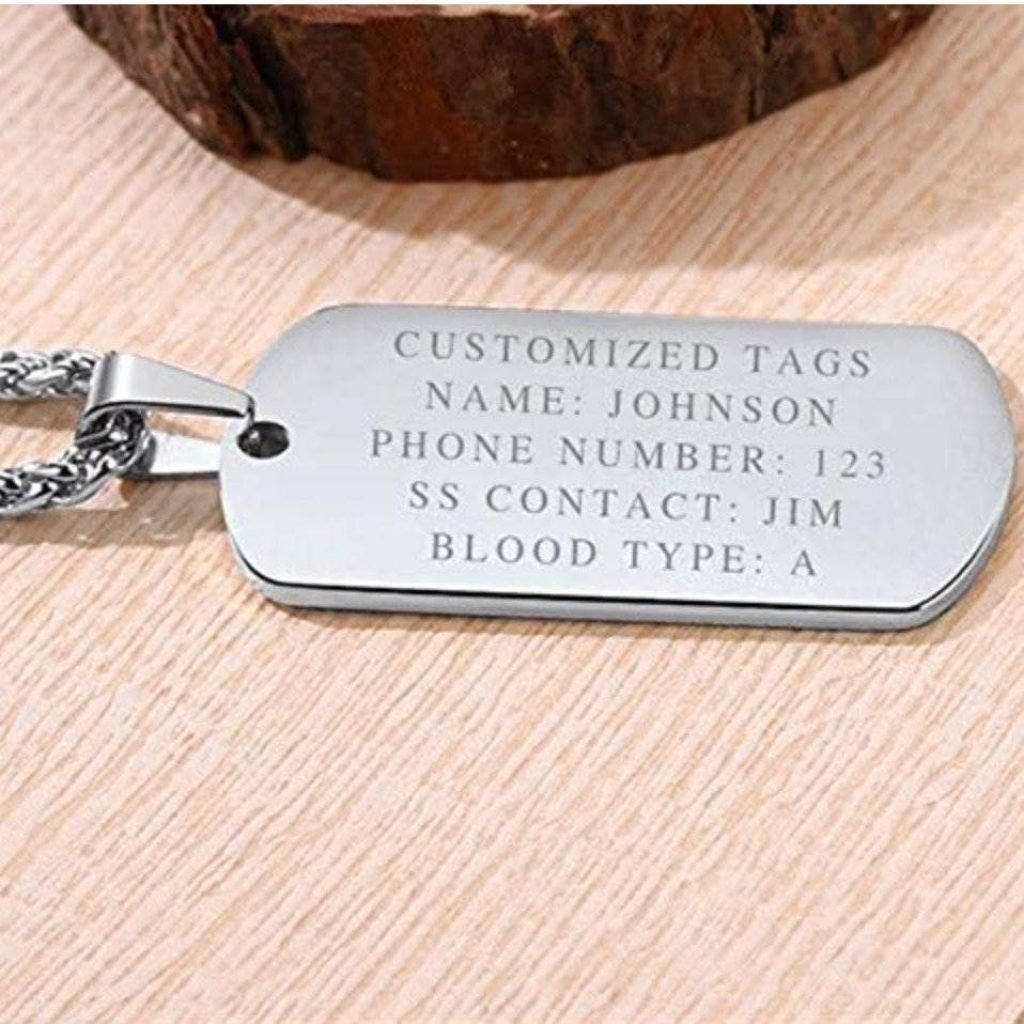 CUSTOMIZED TAGS
NAME: JOHNSON
PHONE NUMBER: 123
SS CONTACT: JIM
BLOOD TYPE: A